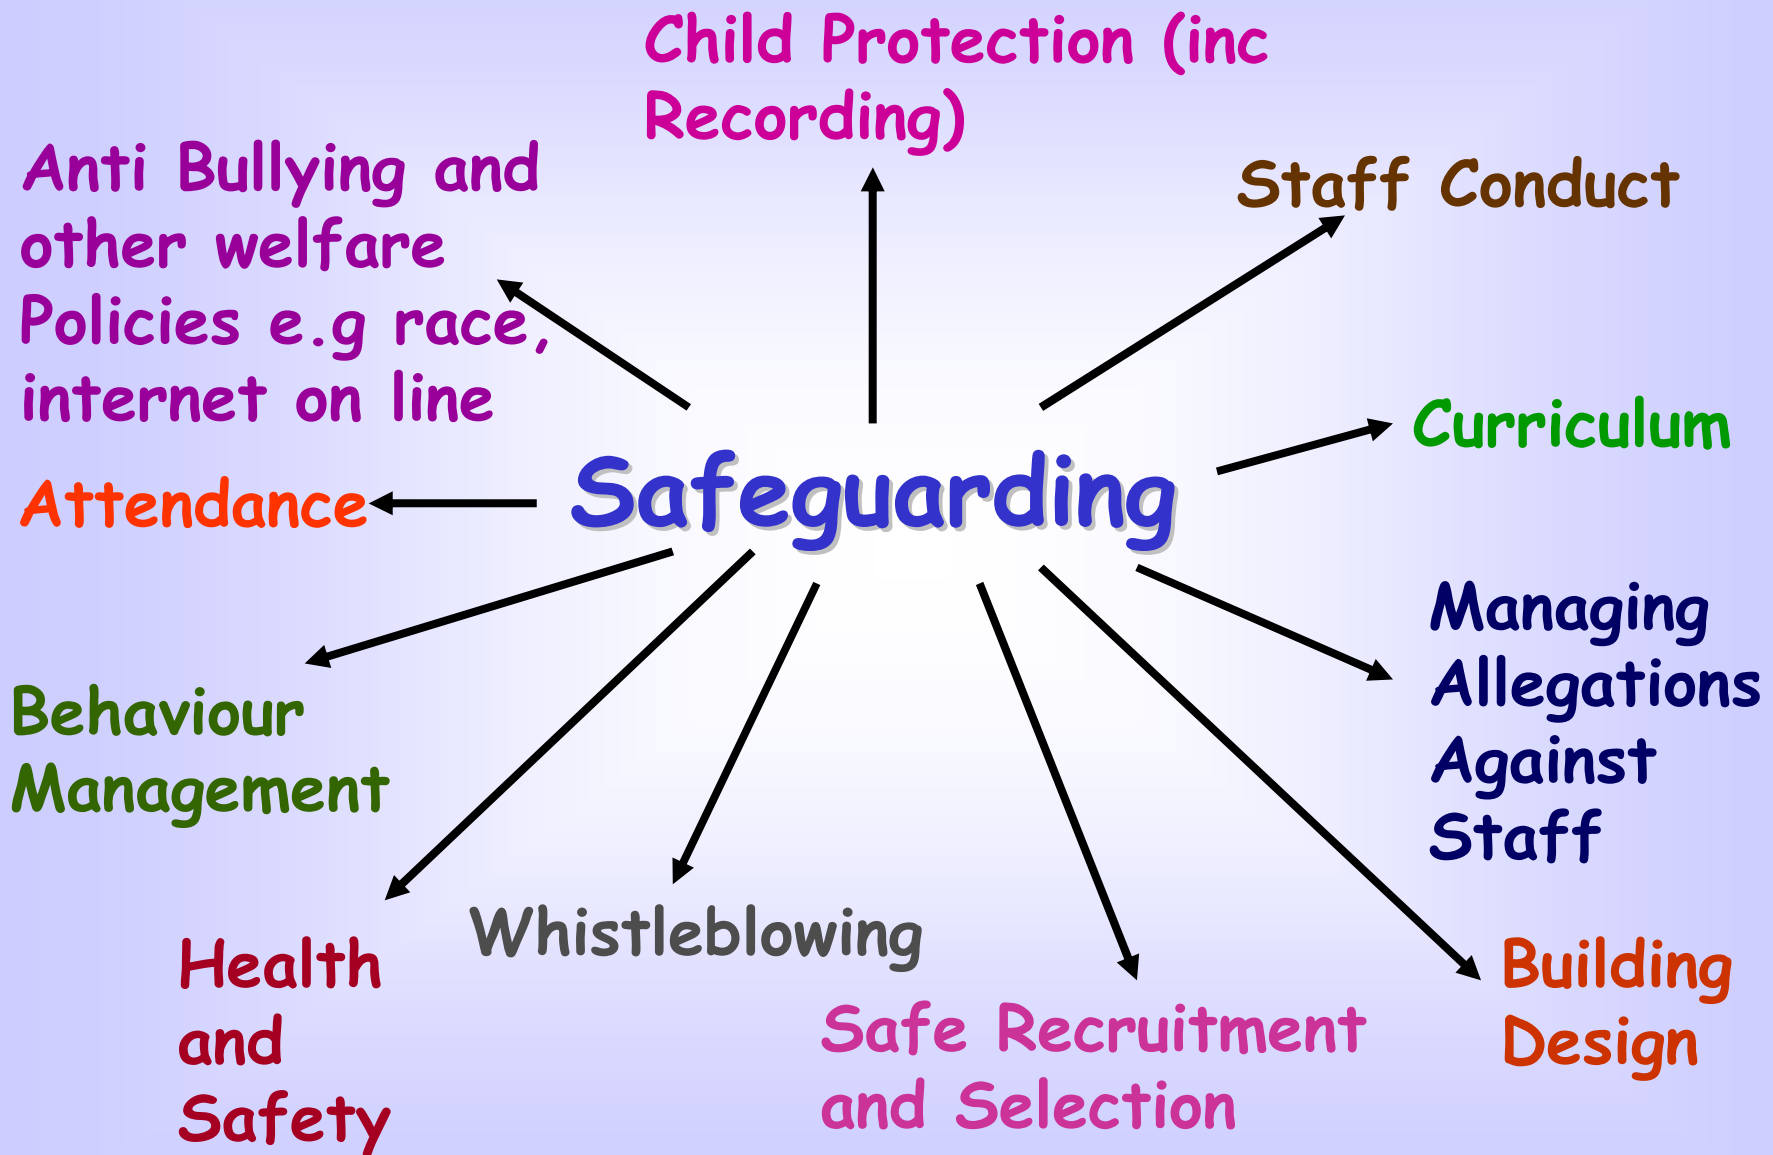 Child Protection (inc
Recording)
Anti Bullying and
other welfare
Policies e.g race,
internet on line
Staff Conduct
Curriculum
Safeguarding
Attendance
Managing
Allegations
Against
Staff
Behaviour
Management
Whistleblowing
Health
and
Safety
Safe Recruitment
and Selection
Building
Design